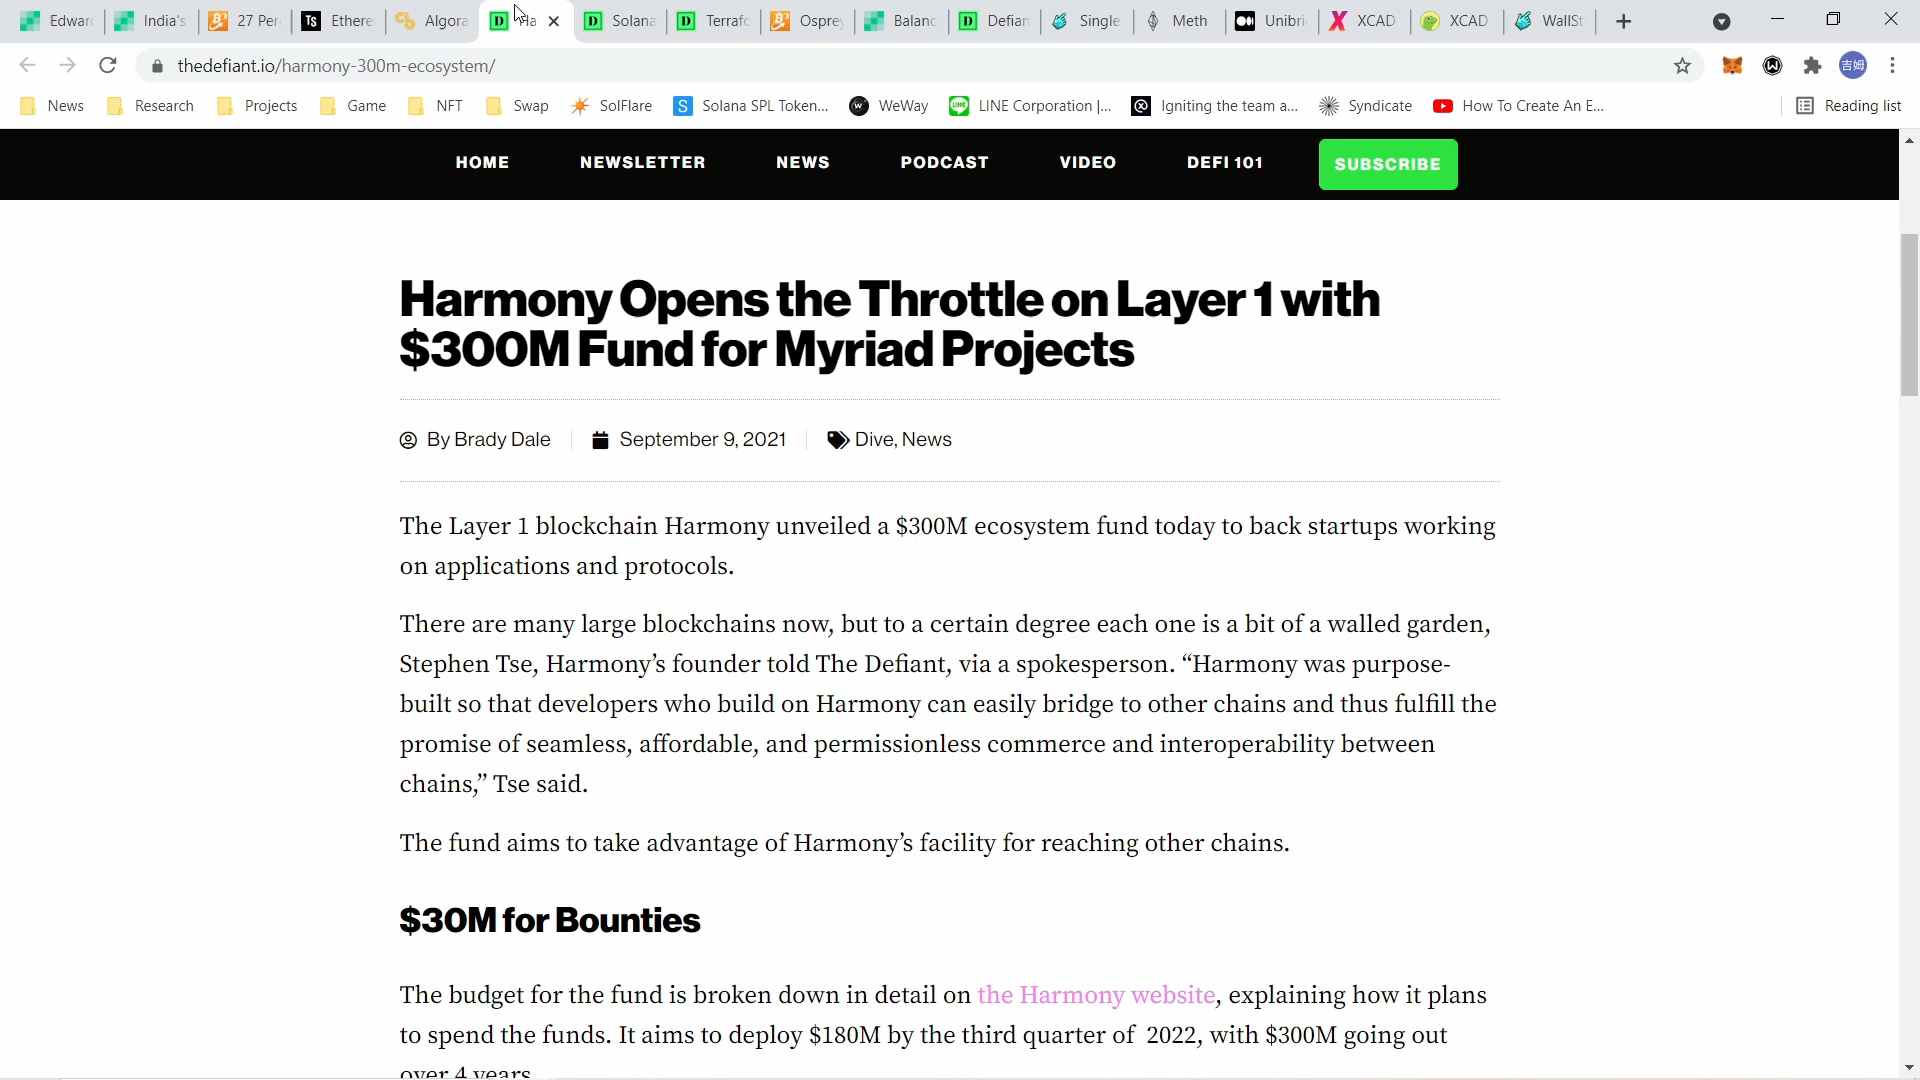 Edwar
India's
27 Per
Ethere
Algora
Ha
Solana
Terrafo
Osprey
Balanc
Defian
Single
Meth
Unibri
XCAD
XCAD
WallSt
thedefiant.io/harmony-300m-ecosystem/
吉姆
News
Research
Projects
Game
NFT
Swap
SolFlare
Solana SPL Token...
WeWay
LINE Corporation |...
Igniting the team a...
Syndicate
How To Create An E...
Reading list
HOME
NEWSLETTER
NEWS
PODCAST
VIDEO
DEFI 101
SUBSCRIBE
Harmony Opens the Throttle on Layer 1 with
$300M Fund for Myriad Projects
By Brady Dale
September 9, 2021
Dive, News
The Layer 1 blockchain Harmony unveiled a $300M ecosystem fund today to back startups working
on applications and protocols.
There are many large blockchains now, but to a certain degree each one is a bit of a walled garden,
Stephen Tse, Harmony’s founder told The Defiant, via a spokesperson. “Harmony was purpose-
built so that developers who build on Harmony can easily bridge to other chains and thus fulfill the
promise of seamless, affordable, and permissionless commerce and interoperability between
chains,” Tse said.
The fund aims to take advantage of Harmony’s facility for reaching other chains.
$30M for Bounties
The budget for the fund is broken down in detail on the Harmony website, explaining how it plans
to spend the funds. It aims to deploy $180M by the third quarter of 2022, with $300M going out
over 4 years.